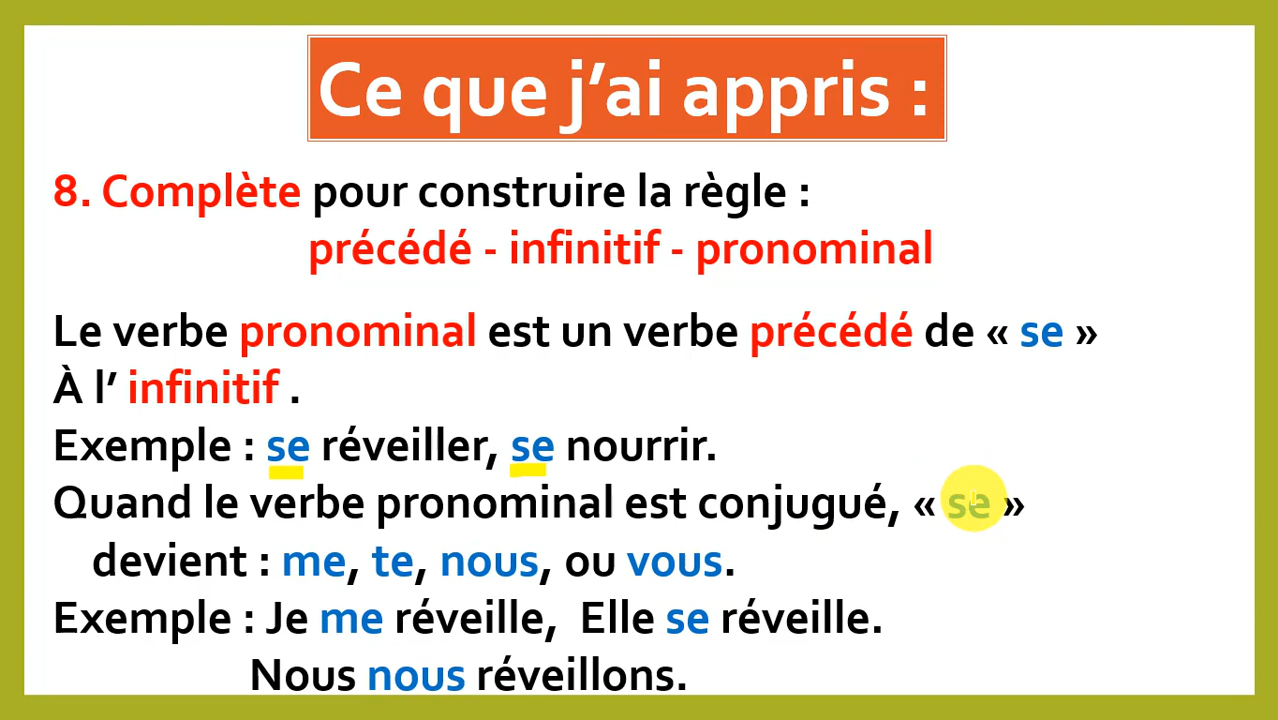 Ce que j’ai appris :
8. Complète pour construire la règle :
précédé - infinitif - pronominal
Le verbe pronominal est un verbe précédé de « se »
À l’ infinitif .
Exemple : se réveiller, se nourrir.
Quand le verbe pronominal est conjugué, « se »
devient : me, te, nous, ou vous.
Exemple : Je me réveille, Elle se réveille.
Nous nous réveillons.